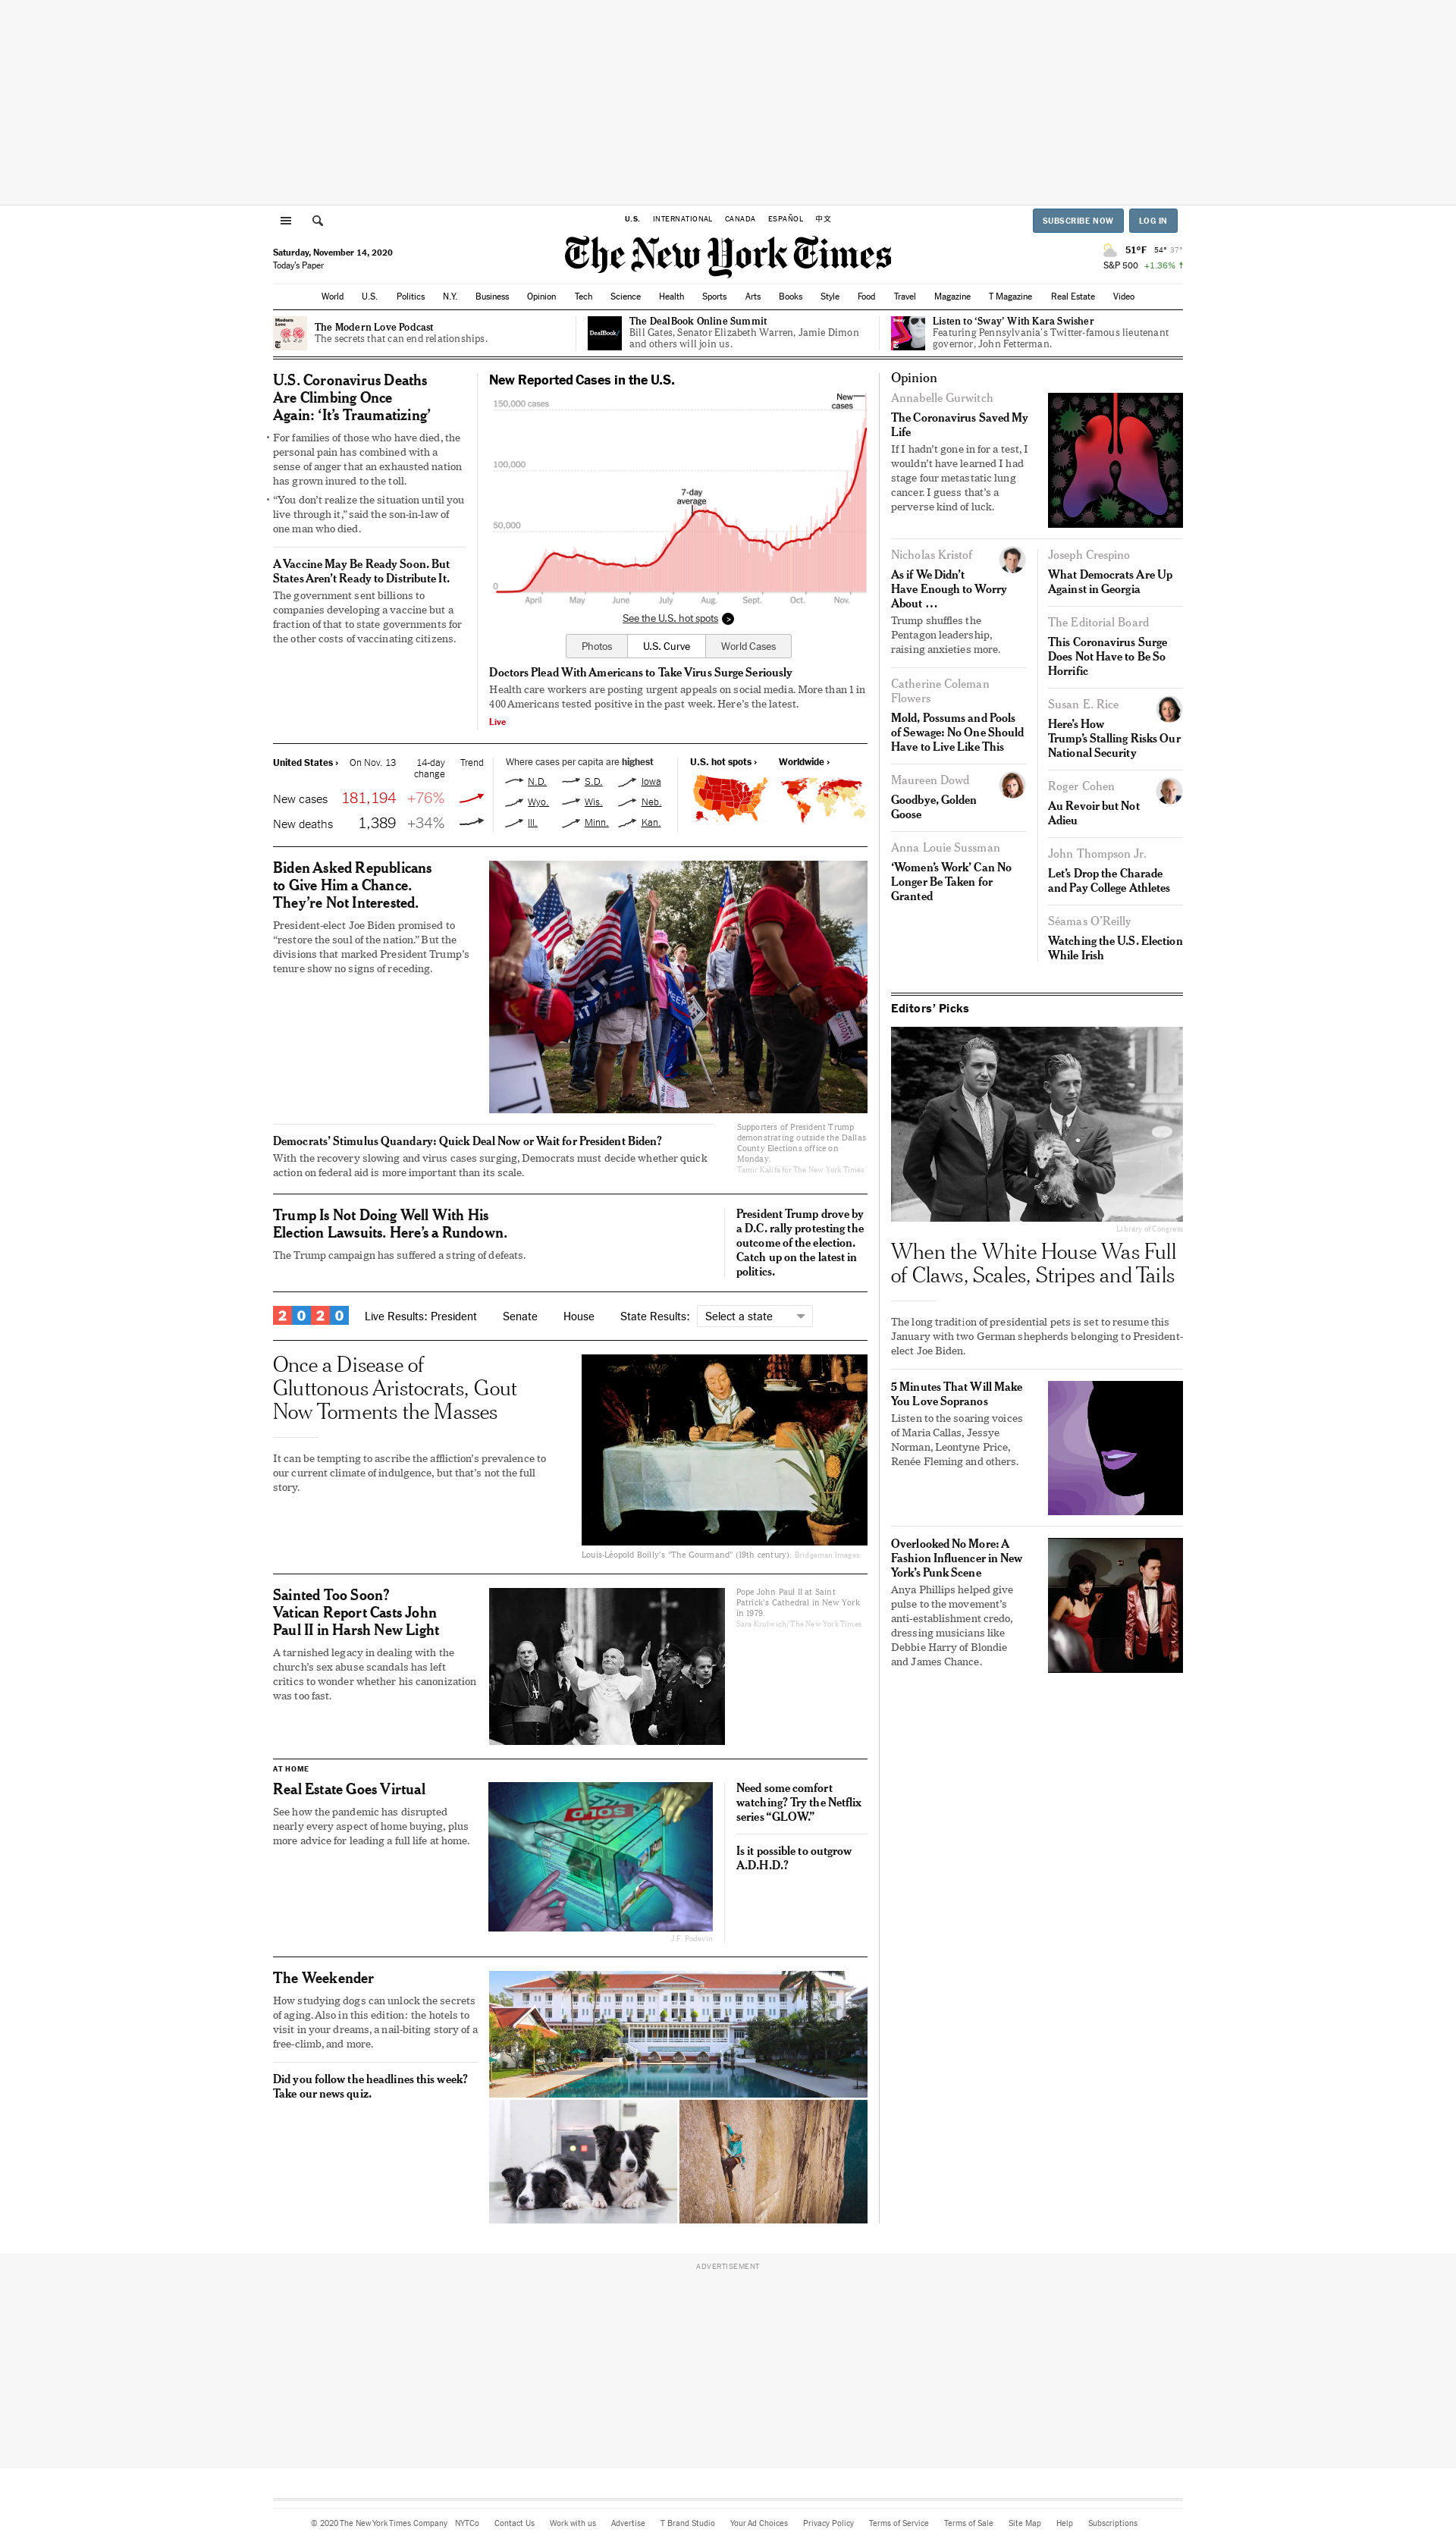 U.S.
INTERNATIONAL
CANADA
ESPAÑOL
中文
SUBSCRIBE NOW
LOG IN
Saturday, November 14, 2020
Today's Paper
The New York Times
51°F 54° 37°
S&P 500 +1.36%
World U.S. Politics N.Y. Business Opinion Tech Science Health Sports Arts Books Style Food Travel Magazine T Magazine Real Estate Video
Modern
Love
The Modern Love Podcast
The secrets that can end relationships.
DealBook/
The DealBook Online Summit
Bill Gates, Senator Elizabeth Warren, Jamie Dimon
and others will join us.
Listen to ‘Sway’ With Kara Swisher
Featuring Pennsylvania’s Twitter-famous lieutenant
governor, John Fetterman.
U.S. Coronavirus Deaths
Are Climbing Once
Again: ‘It’s Traumatizing’
• For families of those who have died, the
personal pain has combined with a
sense of anger that an exhausted nation
has grown inured to the toll.
• “You don’t realize the situation until you
live through it,” said the son-in-law of
one man who died.
A Vaccine May Be Ready Soon. But
States Aren’t Ready to Distribute It.
The government sent billions to
companies developing a vaccine but a
fraction of that to state governments for
the other costs of vaccinating citizens.
New Reported Cases in the U.S.
150,000 cases
New
cases
100,000
7-day
average
50,000
0
April May June July Aug. Sept. Oct. Nov.
See the U.S. hot spots >
Photos
U.S. Curve
World Cases
Doctors Plead With Americans to Take Virus Surge Seriously
Health care workers are posting urgent appeals on social media. More than 1 in
400 Americans tested positive in the past week. Here’s the latest.
Live
United States › On Nov. 13 14-day change Trend
New cases 181,194 +76%
New deaths 1,389 +34%
Where cases per capita are highest
N.D. S.D. Iowa
Wyo. Wis. Neb.
Ill. Minn. Kan.
U.S. hot spots ›
Worldwide ›
Biden Asked Republicans
to Give Him a Chance.
They’re Not Interested.
President-elect Joe Biden promised to
“restore the soul of the nation.” But the
divisions that marked President Trump’s
tenure show no signs of receding.
Democrats’ Stimulus Quandary: Quick Deal Now or Wait for President Biden?
With the recovery slowing and virus cases surging, Democrats must decide whether quick
action on federal aid is more important than its scale.
Supporters of President Trump
demonstrating outside the Dallas
County Elections office on
Monday.
Tamir Kalifa for The New York Times
Trump Is Not Doing Well With His
Election Lawsuits. Here’s a Rundown.
The Trump campaign has suffered a string of defeats.
President Trump drove by
a D.C. rally protesting the
outcome of the election.
Catch up on the latest in
politics.
2020
Live Results: President Senate House State Results: Select a state
Once a Disease of
Gluttonous Aristocrats, Gout
Now Torments the Masses
It can be tempting to ascribe the affliction’s prevalence to
our current climate of indulgence, but that’s not the full
story.
Louis-Léopold Boilly’s “The Gourmand” (19th century). Bridgeman Images
Sainted Too Soon?
Vatican Report Casts John
Paul II in Harsh New Light
A tarnished legacy in dealing with the
church’s sex abuse scandals has left
critics to wonder whether his canonization
was too fast.
Pope John Paul II at Saint
Patrick’s Cathedral in New York
in 1979.
Sara Krulwich/The New York Times
AT HOME
Real Estate Goes Virtual
See how the pandemic has disrupted
nearly every aspect of home buying, plus
more advice for leading a full life at home.
SOLD
J.F. Podevin
Need some comfort
watching? Try the Netflix
series “GLOW.”
Is it possible to outgrow
A.D.H.D.?
The Weekender
How studying dogs can unlock the secrets
of aging. Also in this edition: the hotels to
visit in your dreams, a nail-biting story of a
free-climb, and more.
Did you follow the headlines this week?
Take our news quiz.
Opinion
Annabelle Gurwitch
The Coronavirus Saved My
Life
If I hadn’t gone in for a test, I
wouldn’t have learned I had
stage four metastatic lung
cancer. I guess that’s a
perverse kind of luck.
Nicholas Kristof
As if We Didn’t
Have Enough to Worry
About …
Trump shuffles the
Pentagon leadership,
raising anxieties more.
Catherine Coleman
Flowers
Mold, Possums and Pools
of Sewage: No One Should
Have to Live Like This
Maureen Dowd
Goodbye, Golden
Goose
Anna Louie Sussman
‘Women’s Work’ Can No
Longer Be Taken for
Granted
Joseph Crespino
What Democrats Are Up
Against in Georgia
The Editorial Board
This Coronavirus Surge
Does Not Have to Be So
Horrific
Susan E. Rice
Here’s How
Trump’s Stalling Risks Our
National Security
Roger Cohen
Au Revoir but Not
Adieu
John Thompson Jr.
Let’s Drop the Charade
and Pay College Athletes
Séamas O’Reilly
Watching the U.S. Election
While Irish
Editors’ Picks
Library of Congress
When the White House Was Full
of Claws, Scales, Stripes and Tails
The long tradition of presidential pets is set to resume this
January with two German shepherds belonging to President-
elect Joe Biden.
5 Minutes That Will Make
You Love Sopranos
Listen to the soaring voices
of Maria Callas, Jessye
Norman, Leontyne Price,
Renée Fleming and others.
Overlooked No More: A
Fashion Influencer in New
York’s Punk Scene
Anya Phillips helped give
pulse to the movement’s
anti-establishment credo,
dressing musicians like
Debbie Harry of Blondie
and James Chance.
ADVERTISEMENT
© 2020 The New York Times Company NYTCo Contact Us Work with us Advertise T Brand Studio Your Ad Choices Privacy Policy Terms of Service Terms of Sale Site Map Help Subscriptions